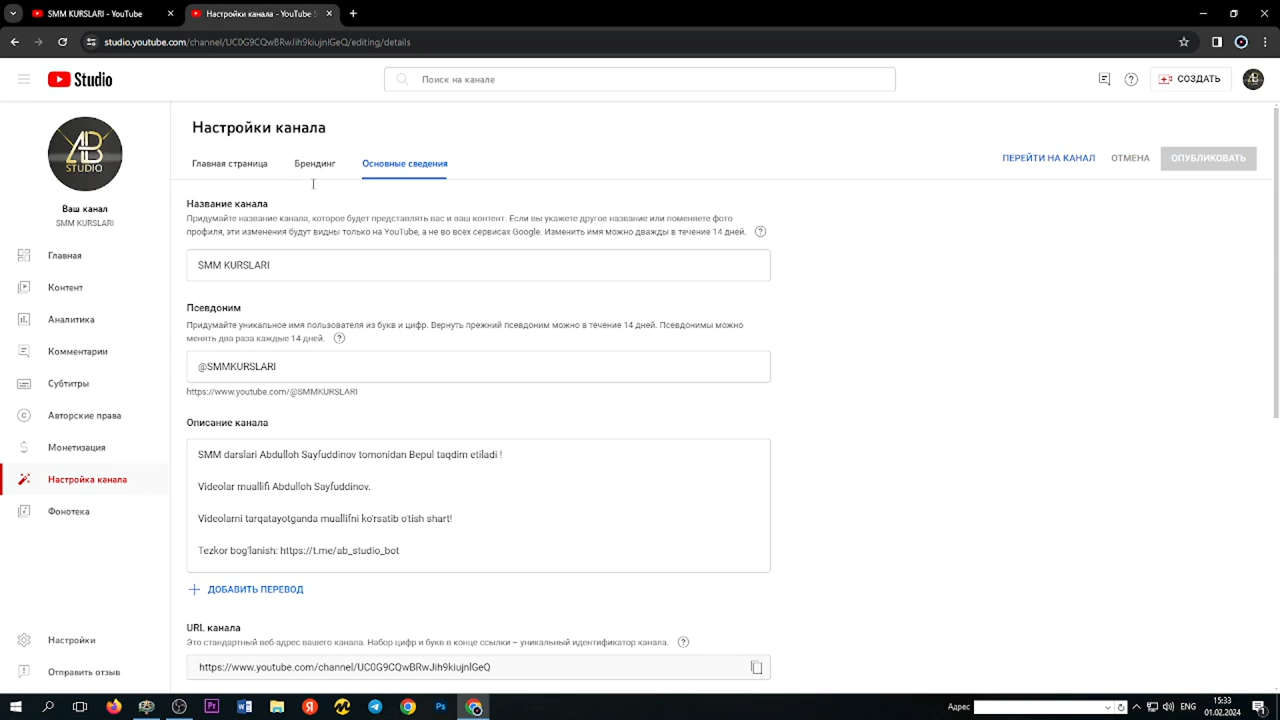 SMM KURSLARI - YouTube
Настройки канала - YouTube S
studio.youtube.com/channel/UC0G9CQwBRwJih9kiujnlGeQ/editing/details
Studio
Поиск на канале
СОЗДАТЬ
AB
STUDIO
Ваш канал
SMM KURSLARI
Главная
Контент
Аналитика
Комментарии
Субтитры
Авторские права
Монетизация
Настройка канала
Фонотека
Настройки
Отправить отзыв
Настройки канала
Главная страница
Брендинг
Основные сведения
ПЕРЕЙТИ НА КАНАЛ
ОТМЕНА
ОПУБЛИКОВАТЬ
Название канала
Придумайте название канала, которое будет представлять вас и ваш контент. Если вы укажете другое название или поменяете фото
профиля, эти изменения будут видны только на YouTube, а не во всех сервисах Google. Изменить имя можно дважды в течение 14 дней.
SMM KURSLARI
Псевдоним
Придумайте уникальное имя пользователя из букв и цифр. Вернуть прежний псевдоним можно в течение 14 дней. Псевдонимы можно
менять два раза каждые 14 дней.
@SMMKURSLARI
https://www.youtube.com/@SMMKURSLARI
Описание канала
SMM darslari Abdulloh Sayfuddinov tomonidan Bepul taqdim etiladi !
Videolar muallifi Abdulloh Sayfuddinov.
Videolarni tarqatayotganda muallifni ko'rsatib o'tish shart!
Tezkor bog'lanish: https://t.me/ab_studio_bot
ДОБАВИТЬ ПЕРЕВОД
URL канала
Это стандартный веб-адрес вашего канала. Набор цифр и букв в конце ссылки – уникальный идентификатор канала.
https://www.youtube.com/channel/UC0G9CQwBRwJih9kiujnlGeQ
Адрес
ENG
15:33
01.02.2024